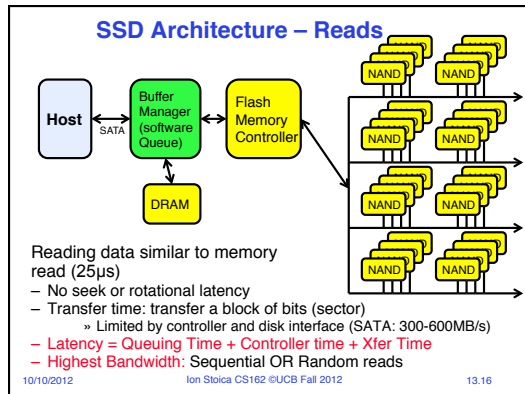 SSD Architecture – Reads
Host
SATA
Buffer
Manager
(software
Queue)
Flash
Memory
Controller
DRAM
NAND
NAND
NAND
NAND
NAND
NAND
NAND
NAND
Reading data similar to memory
read (25µs)
– No seek or rotational latency
– Transfer time: transfer a block of bits (sector)
» Limited by controller and disk interface (SATA: 300-600MB/s)
– Latency = Queuing Time + Controller time + Xfer Time
– Highest Bandwidth: Sequential OR Random reads
10/10/2012
Ion Stoica CS162 ©UCB Fall 2012
13.16